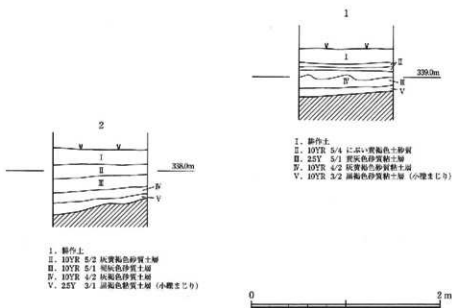 1
I
II
IV
III
V
339.0m
I. 耕作土
II. 10YR 5/4 にぶい黄褐色土砂質
III. 2.5Y 5/1 黄灰色砂質粘土層
IV. 10YR 4/2 灰黄褐色砂質粘土層
V. 10YR 3/2 黒褐色粘土層(小礫まじり)
2
I
II
III
IV
V
338.0m
I. 耕作土
II. 10YR 5/2 灰黄褐色砂質土層
III. 10YR 5/1 褐灰色砂質土層
IV. 10YR 4/2 灰褐色砂質土層
V. 2.5Y 3/1 黒褐色粘質土層(小礫まじり)
0 2m